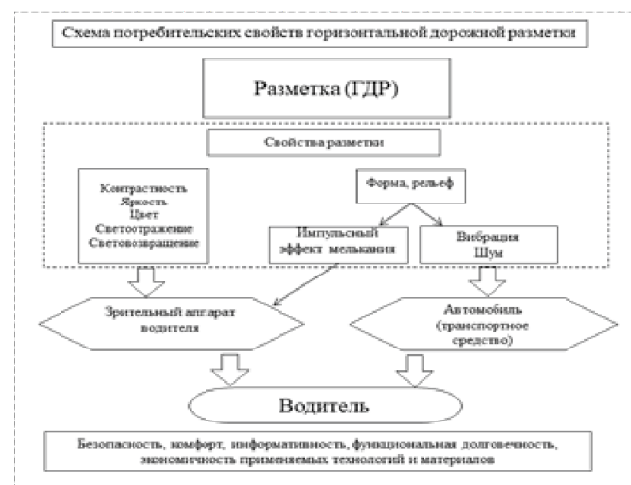 Схема потребительских свойств горизонтальной дорожной разметки
Разметка (ГДР)
Свойства разметки
Контрастность
Яркость
Цвет
Светоотражение
Световозвращение
Форма, рельеф
Импульсный
эффект мелькания
Вибрация
Шум
Зрительный аппарат
водителя
Автомобиль
(транспортное
средство)
Водитель
Безопасность, комфорт, информативность, функциональная долговечность,
экономичность применяемых технологий и материалов